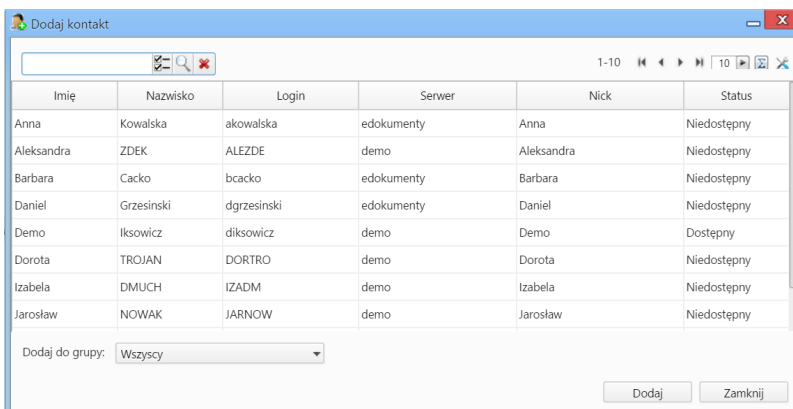 Dodaj kontakt
1-10 10
Imię Nazwisko Login Serwer Nick Status
Anna Kowalska akowalska edokumenty Anna Niedostępny
Aleksandra ZDEK ALEZDE demo Aleksandra Niedostępny
Barbara Cacko bcacko edokumenty Barbara Niedostępny
Daniel Grzesinski dgrzesinski edokumenty Daniel Niedostępny
Demo Iksowicz diksowicz demo Demo Dostępny
Dorota TROJAN DORTRO demo Dorota Niedostępny
Izabela DMUCH IZADM demo Izabela Niedostępny
Jarosław NOWAK JARNOW demo Jarosław Niedostępny
Dodaj do grupy: Wszyscy
Dodaj Zamknij